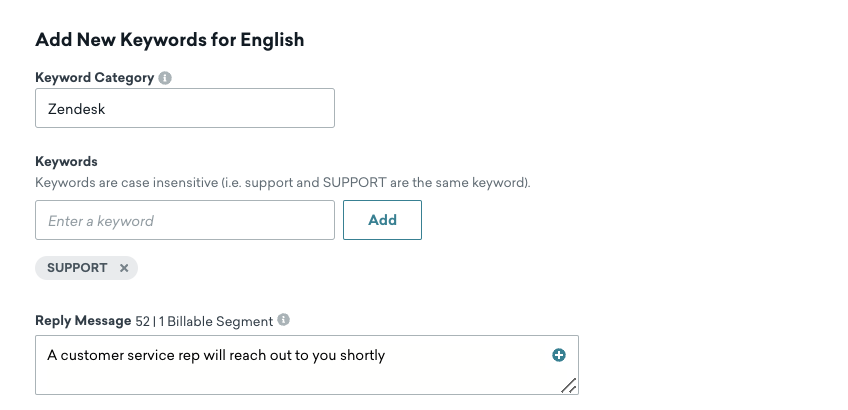 Add New Keywords for English
Keyword Category
Zendesk
Keywords
Keywords are case insensitive (i.e. support and SUPPORT are the same keyword).
Enter a keyword
Add
SUPPORT
Reply Message 52 | 1 Billable Segment
A customer service rep will reach out to you shortly